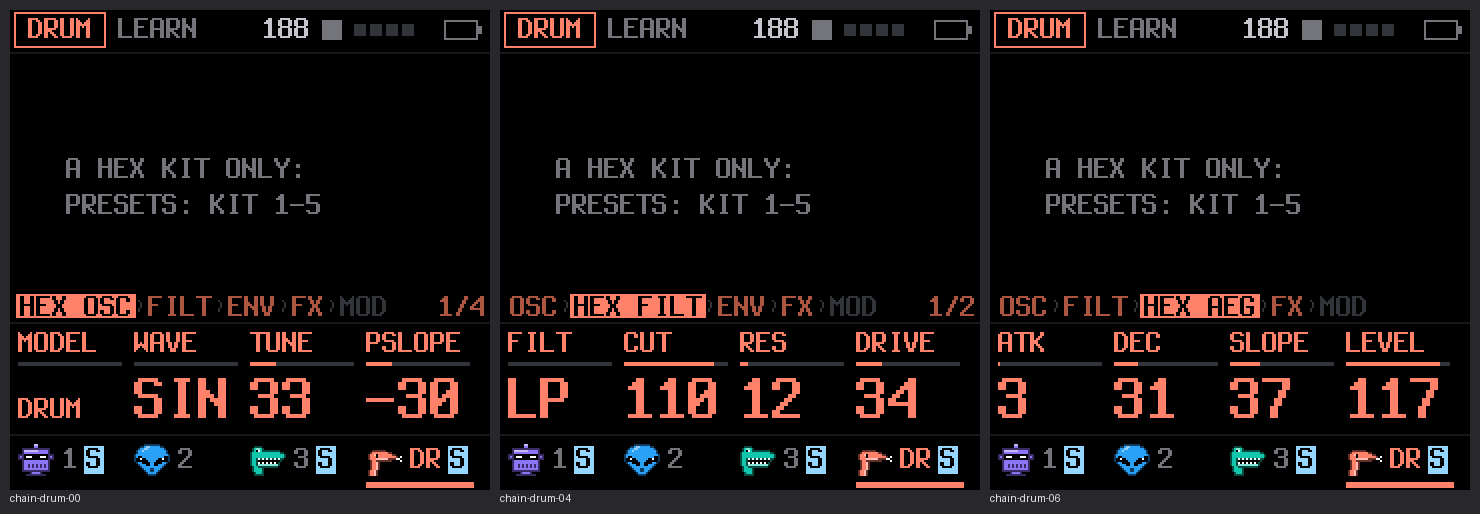 DRUM LEARN 188
A HEX KIT ONLY:
PRESETS: KIT 1-5
HEX OSC FILT ENV FX MOD 1/4
MODEL WAVE TUNE PSLOPE
DRUM SIN 33 -30
1 S 2 3 S DR S
chain-drum-00
DRUM LEARN 188
A HEX KIT ONLY:
PRESETS: KIT 1-5
OSC HEX FILT ENV FX MOD 1/2
FILT CUT RES DRIVE
LP 110 12 34
1 S 2 3 S DR S
chain-drum-04
DRUM LEARN 188
A HEX KIT ONLY:
PRESETS: KIT 1-5
OSC FILT HEX AEG FX MOD
ATK DEC SLOPE LEVEL
3 31 37 117
1 S 2 3 S DR S
chain-drum-06